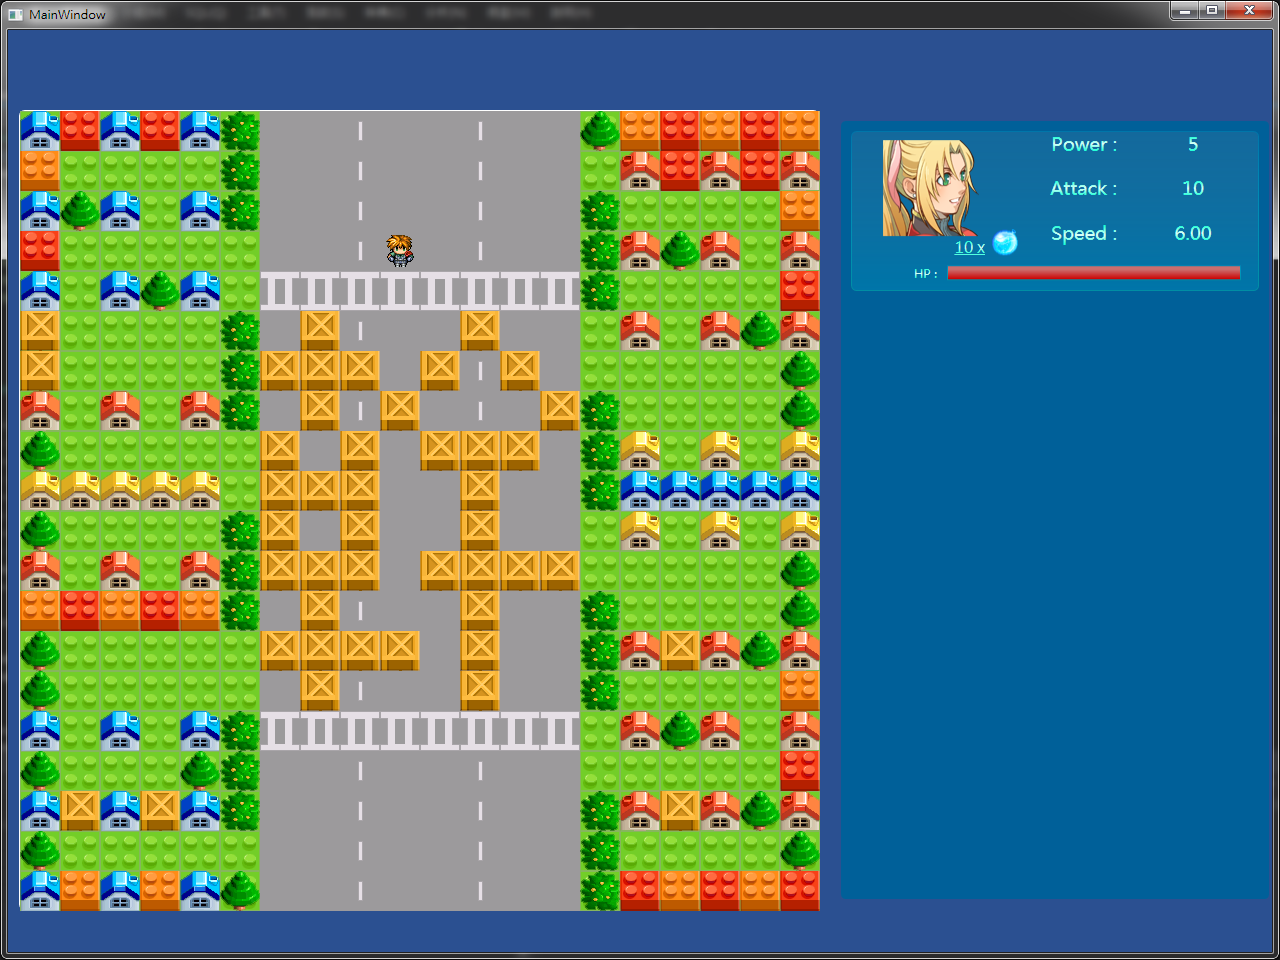 MainWindow
Power :  5
Attack :  10
Speed :  6.00
10 x
HP :